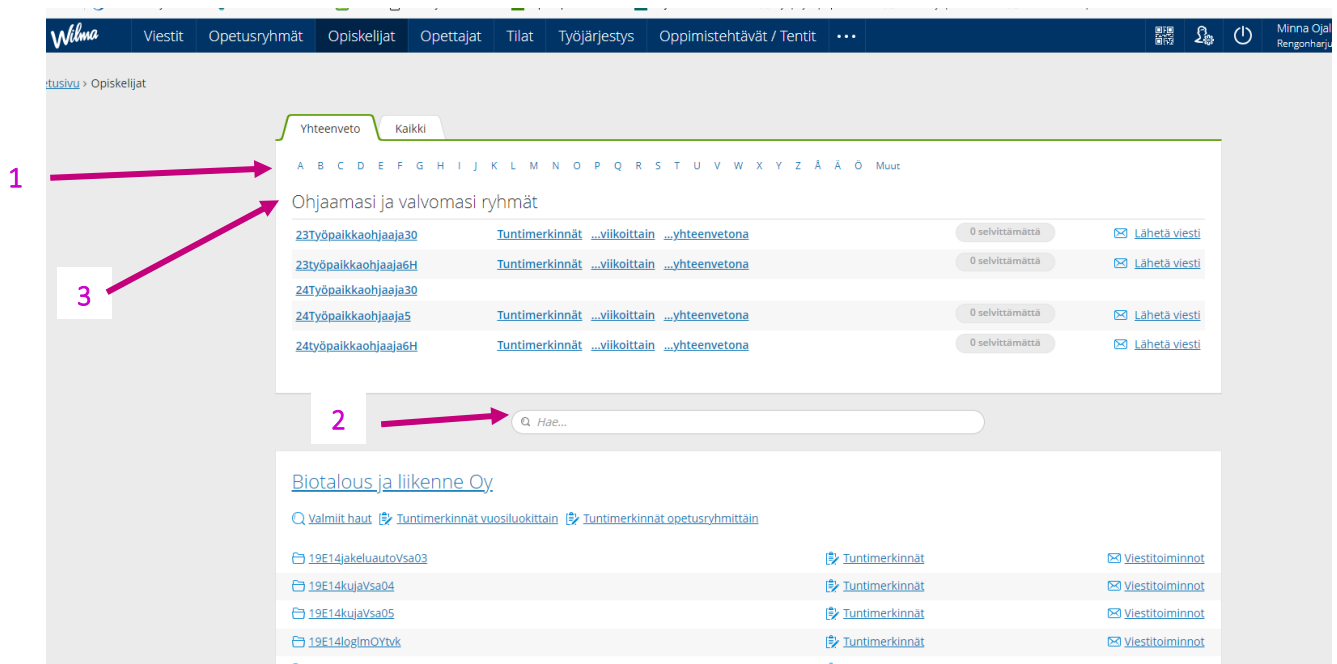 Wilma Viestit Opetusryhmät Opiskelijat Opettajat Tilat Työjärjestys Oppimistehtävät / Tentit ••• Minna Ojal
Rengonharju
tusivu › Opiskelijat
Yhteenveto Kaikki
1 A B C D E F G H I J K L M N O P Q R S T U V W X Y Z Å Ä Ö Muut
Ohjaamasi ja valvomasi ryhmät
23Työpaikkaohjaaja30 Tuntimerkinnät ...viikoittain ...yhteenvetona 0 selvittämättä Lähetä viesti
23työpaikkaohjaaja6H Tuntimerkinnät ...viikoittain ...yhteenvetona 0 selvittämättä Lähetä viesti
3 24Työpaikkaohjaaja30
24Työpaikkaohjaaja5 Tuntimerkinnät ...viikoittain ...yhteenvetona 0 selvittämättä Lähetä viesti
24työpaikkaohjaaja6H Tuntimerkinnät ...viikoittain ...yhteenvetona 0 selvittämättä Lähetä viesti
2 Hae...
Biotalous ja liikenne Oy
Valmiit haut Tuntimerkinnät vuosiluokittain Tuntimerkinnät opetusryhmittäin
19E14jakeluautoVsa03 Tuntimerkinnät Viestitoiminnot
19E14kujaVsa04 Tuntimerkinnät Viestitoiminnot
19E14kujaVsa05 Tuntimerkinnät Viestitoiminnot
19E14loglmOYtvk Tuntimerkinnät Viestitoiminnot